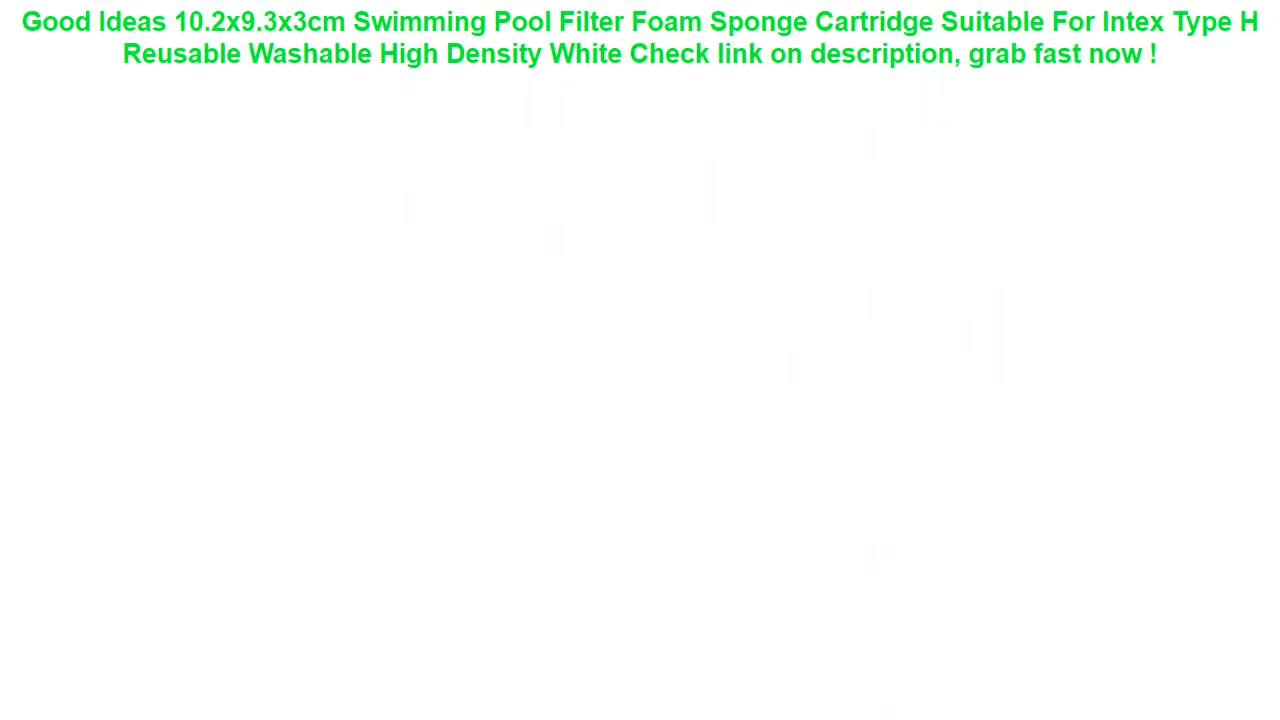 Good Ideas 10.2x9.3x3cm Swimming Pool Filter Foam Sponge Cartridge Suitable For Intex Type H
Reusable Washable High Density White Check link on description, grab fast now !